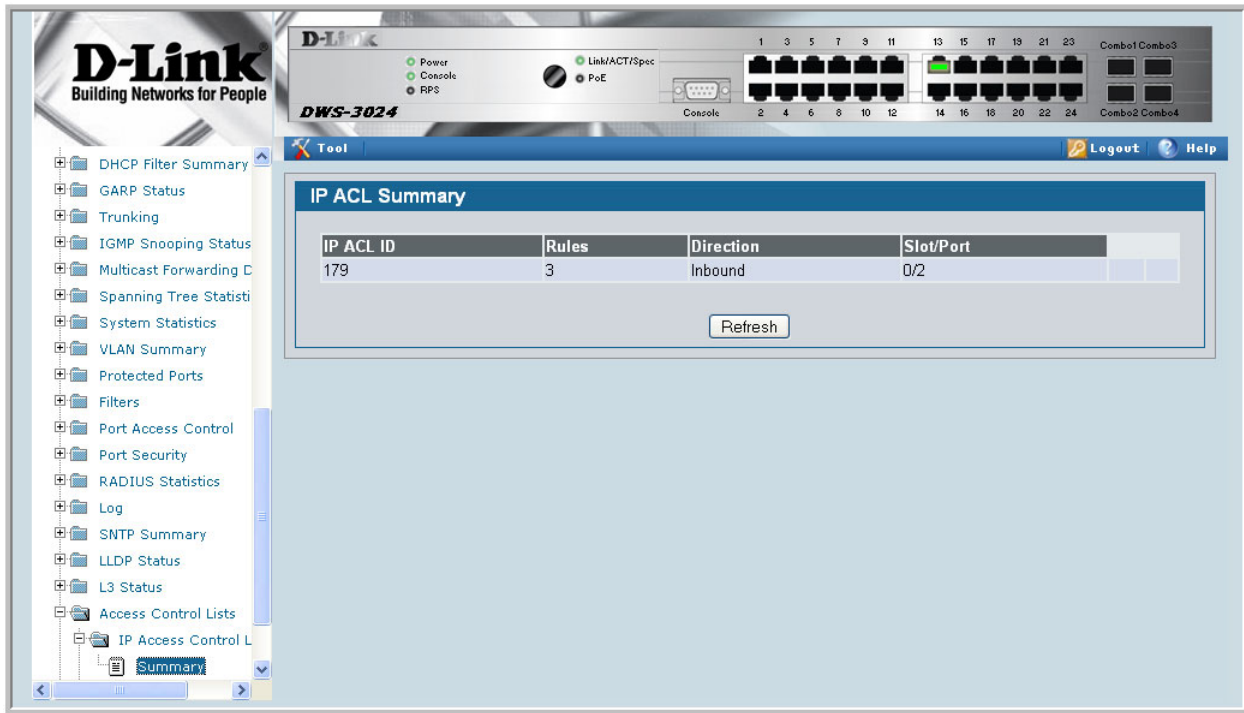 D-Link
Building Networks for People
D-Link
Power
Console
RPS
Link/ACT/Spec
PoE
DWS-3024
Console
1 3 5 7 9 11 13 15 17 19 21 23
Combo1 Combo3
2 4 6 8 10 12 14 16 18 20 22 24
Combo2 Combo4
Tool
Logout
Help
DHCP Filter Summary
GARP Status
Trunking
IGMP Snooping Status
Multicast Forwarding D
Spanning Tree Statisti
System Statistics
VLAN Summary
Protected Ports
Filters
Port Access Control
Port Security
RADIUS Statistics
Log
SNTP Summary
LLDP Status
L3 Status
Access Control Lists
IP Access Control L
Summary
IP ACL Summary
IP ACL ID Rules Direction Slot/Port
179 3 Inbound 0/2
Refresh